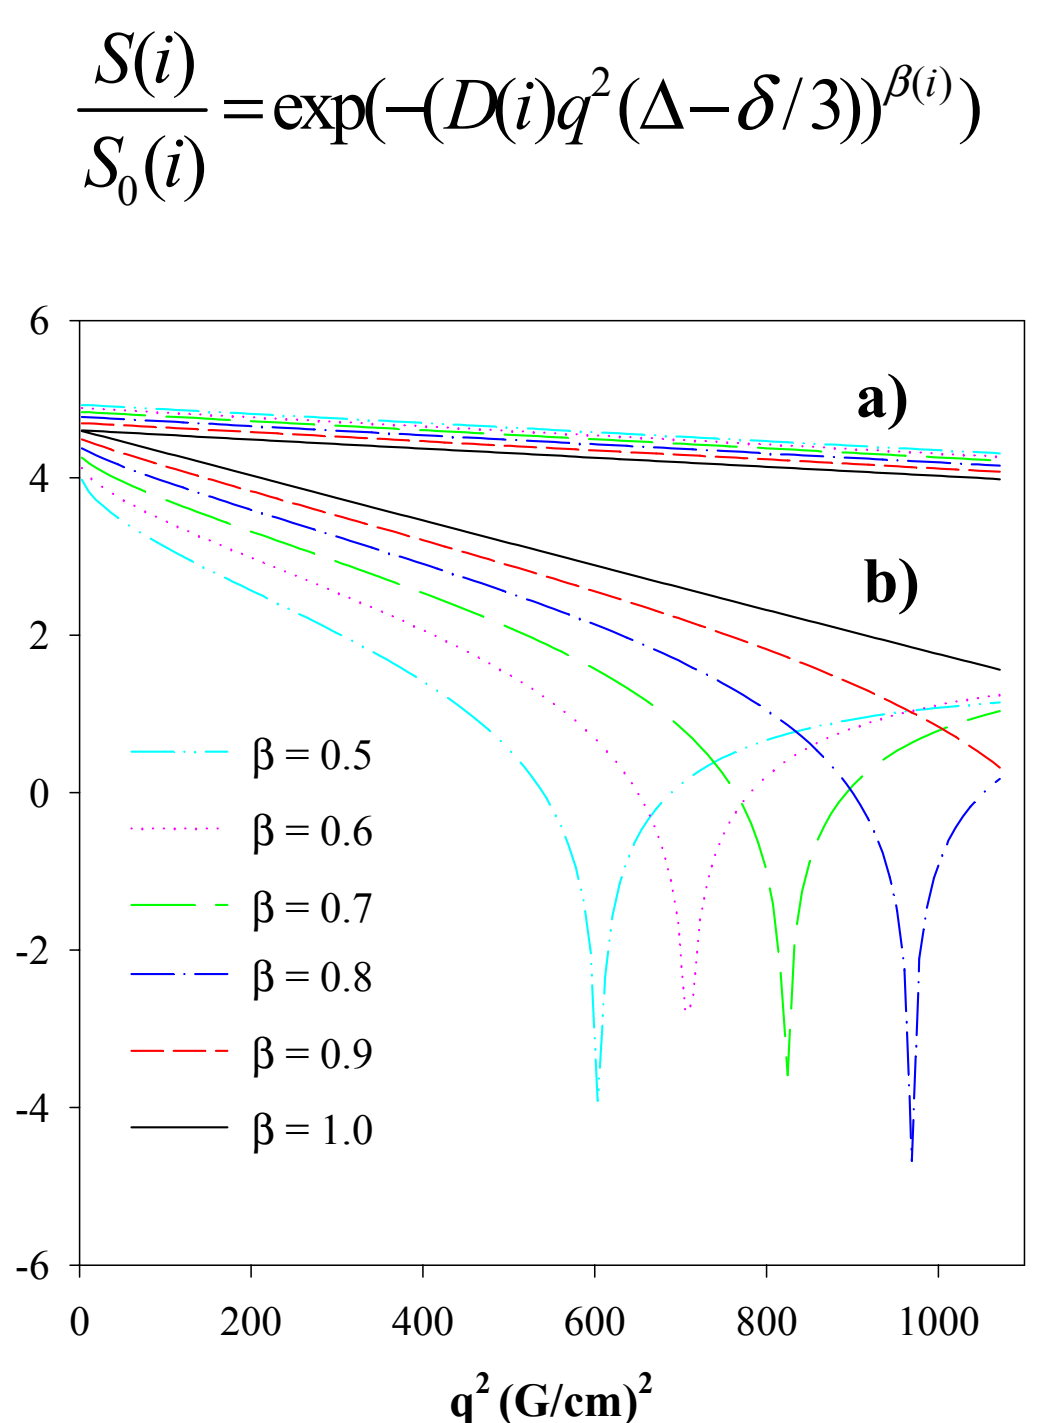 S(i)/S₀(i) = exp(−(D(i)q²(Δ−δ/3))^β(i))
6
4
2
0
-2
-4
-6
a)
b)
β = 0.5
β = 0.6
β = 0.7
β = 0.8
β = 0.9
β = 1.0
0 200 400 600 800 1000
q² (G/cm)²